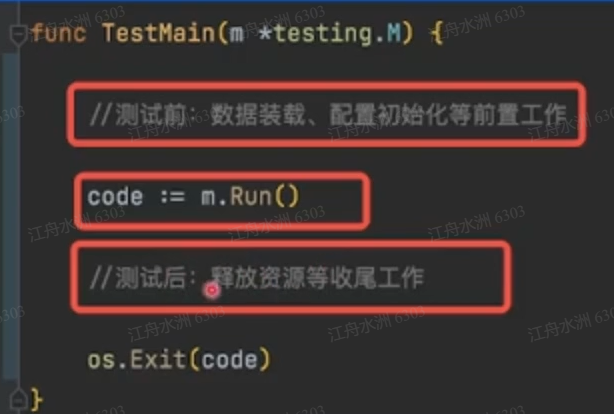 func TestMain(m *testing.M) {
//测试前：数据装载、配置初始化等前置工作
code := m.Run()
//测试后：释放资源等收尾工作
os.Exit(code)
}
江舟水洲 6303
江舟水洲 6303
江舟水洲 6303
江舟水洲 6303
江舟水洲 6303
江舟水洲 6303